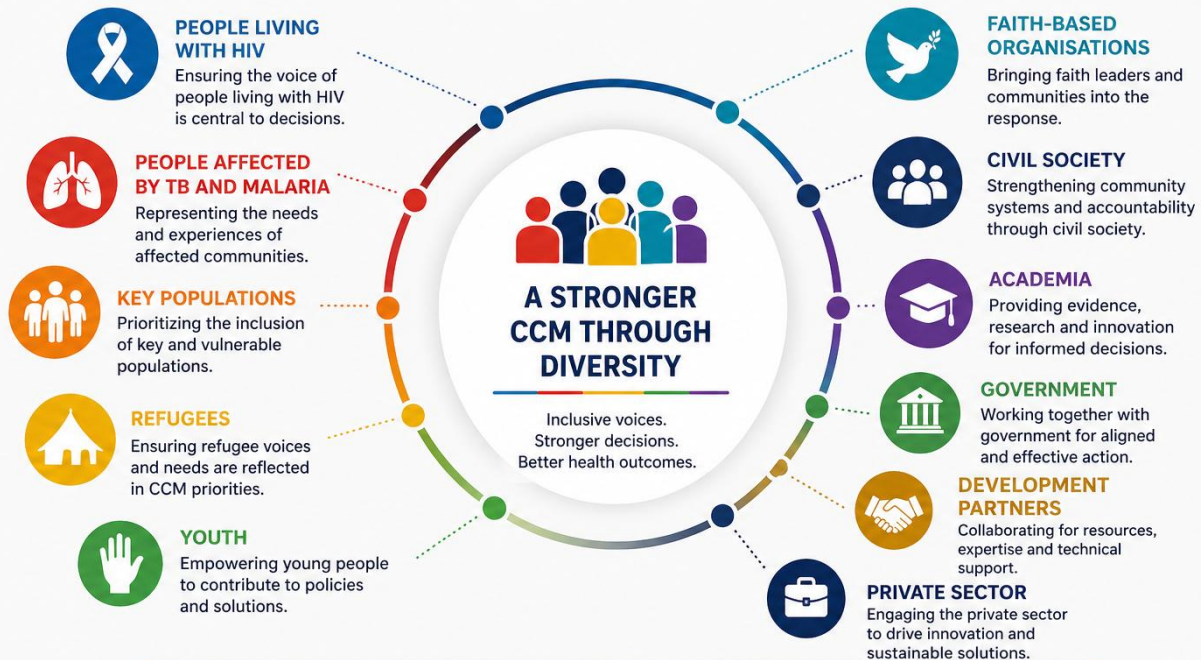 PEOPLE LIVING
WITH HIV
Ensuring the voice of
people living with HIV
is central to decisions.
PEOPLE AFFECTED
BY TB AND MALARIA
Representing the needs
and experiences of
affected communities.
KEY POPULATIONS
Prioritizing the inclusion
of key and vulnerable
populations.
REFUGEES
Ensuring refugee voices
and needs are reflected
in CCM priorities.
YOUTH
Empowering young people
to contribute to policies
and solutions.
A STRONGER
CCM THROUGH
DIVERSITY
Inclusive voices.
Stronger decisions.
Better health outcomes.
FAITH-BASED
ORGANISATIONS
Bringing faith leaders and
communities into the
response.
CIVIL SOCIETY
Strengthening community
systems and accountability
through civil society.
ACADEMIA
Providing evidence,
research and innovation
for informed decisions.
GOVERNMENT
Working together with
government for aligned
and effective action.
DEVELOPMENT
PARTNERS
Collaborating for resources,
expertise and technical
support.
PRIVATE SECTOR
Engaging the private sector
to drive innovation and
sustainable solutions.